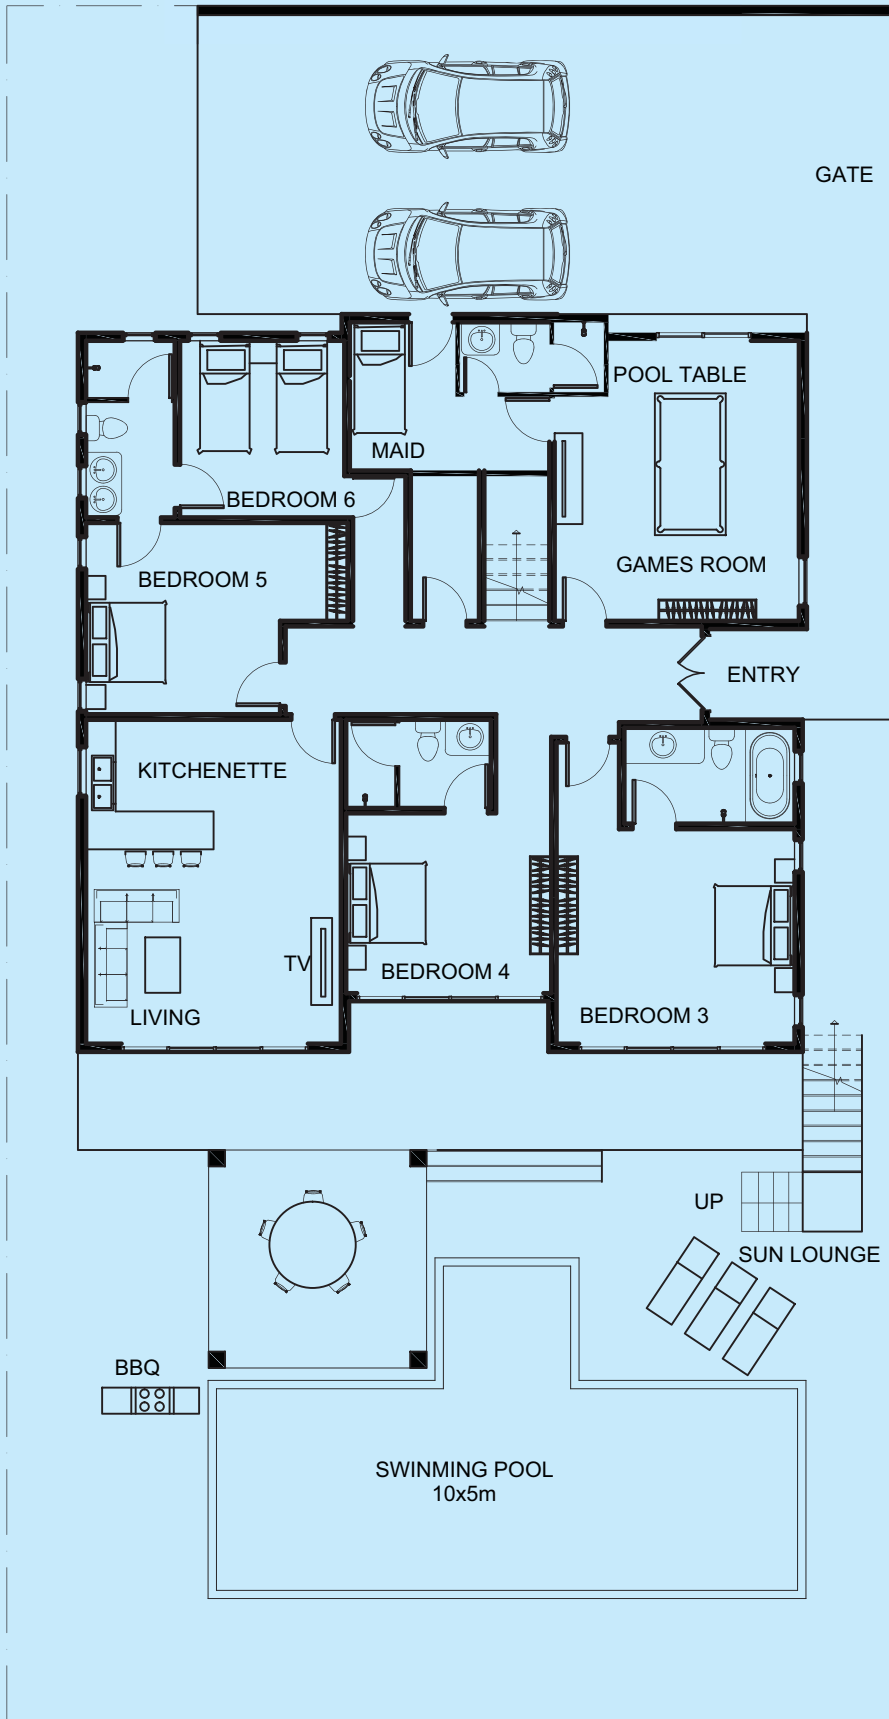 GATE
POOL TABLE
MAID
BEDROOM 6
GAMES ROOM
BEDROOM 5
ENTRY
KITCHENETTE
TV
BEDROOM 4
LIVING
BEDROOM 3
UP
SUN LOUNGE
BBQ
SWINMING POOL
10x5m